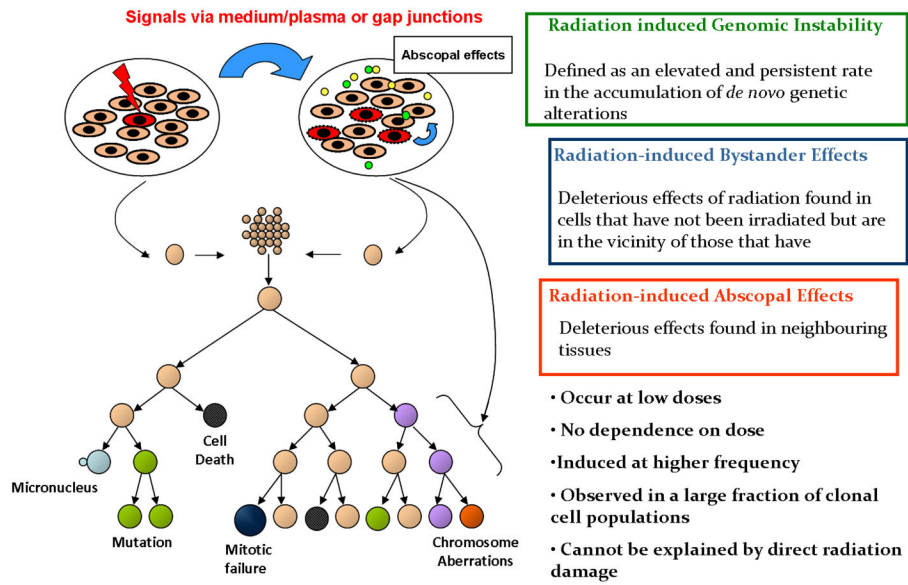 Signals via medium/plasma or gap junctions
Abscopal effects
Cell
Death
Micronucleus
Mutation
Mitotic
failure
Chromosome
Aberrations
Radiation induced Genomic Instability
Defined as an elevated and persistent rate
in the accumulation of de novo genetic
alterations
Radiation-induced Bystander Effects
Deleterious effects of radiation found in
cells that have not been irradiated but are
in the vicinity of those that have
Radiation-induced Abscopal Effects
Deleterious effects found in neighbouring
tissues
• Occur at low doses
• No dependence on dose
•Induced at higher frequency
• Observed in a large fraction of clonal
cell populations
• Cannot be explained by direct radiation
damage